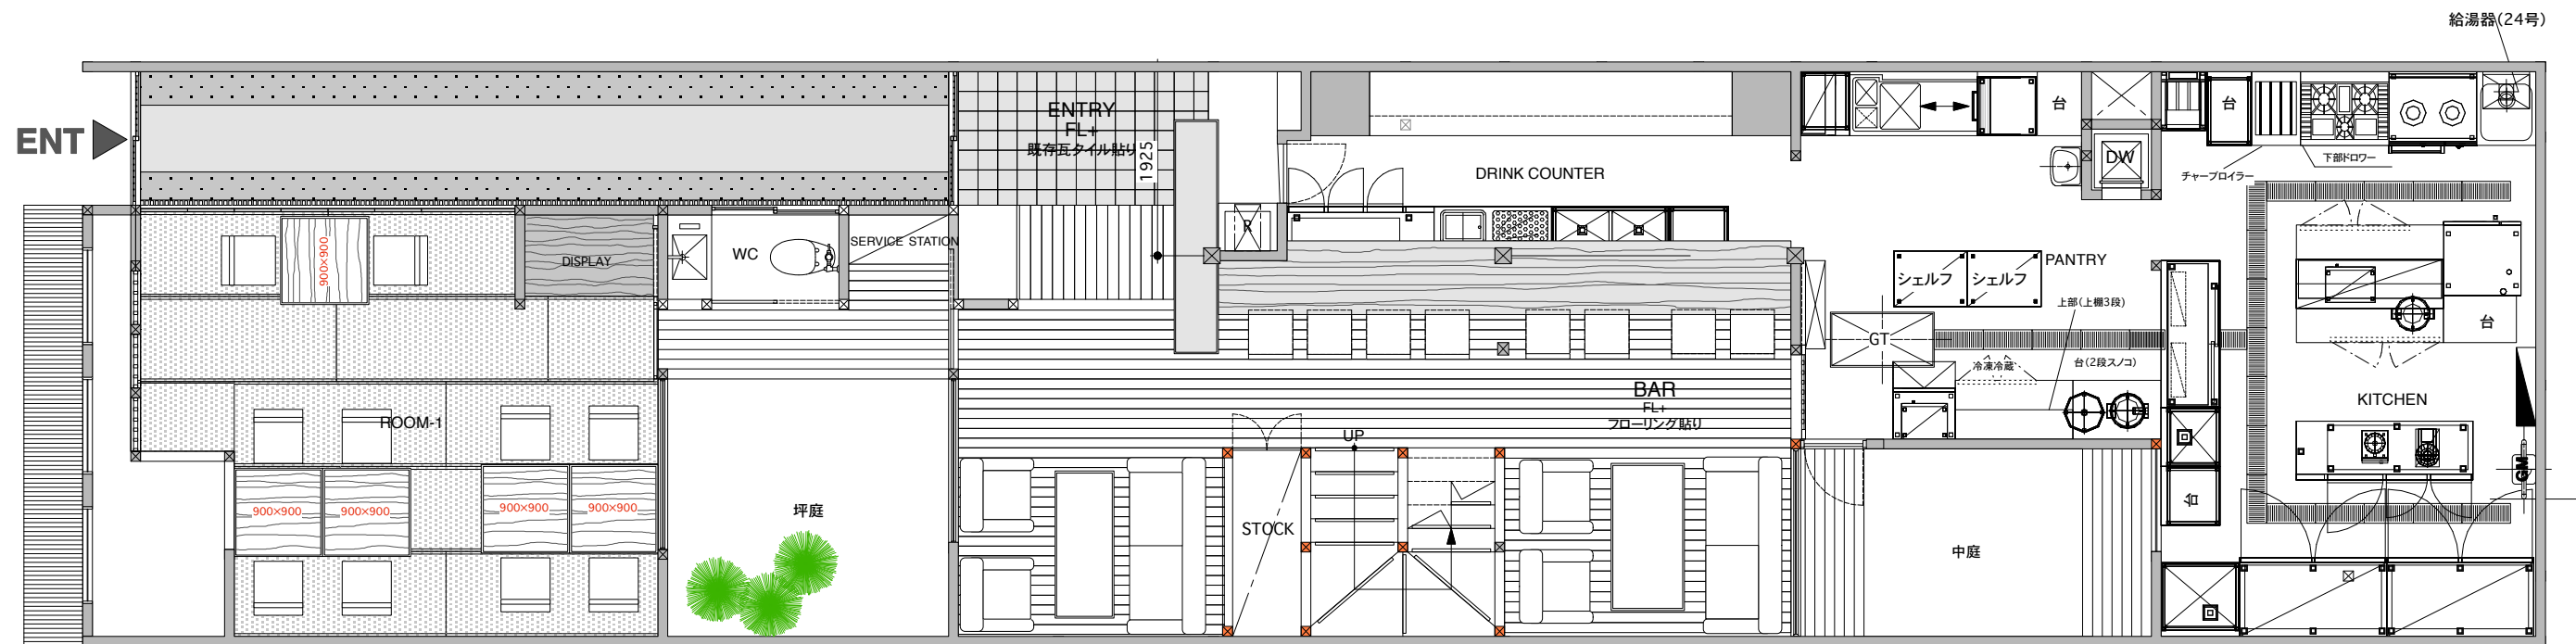 給湯器(24号)
ENT
ENTRY
FL+
既存瓦タイル貼り
1925
DRINK COUNTER
台
DW
台
チャーブロイラー
下部ドロワー
900×900
DISPLAY
WC
SERVICE STATION
R
シェルフ
シェルフ
PANTRY
上部(上棚3段)
GT
冷凍冷蔵
台(2段スノコ)
台
KITCHEN
ROOM-1
BAR
FL+
フローリング貼り
UP
GM
台
900×900
900×900
900×900
900×900
坪庭
STOCK
中庭